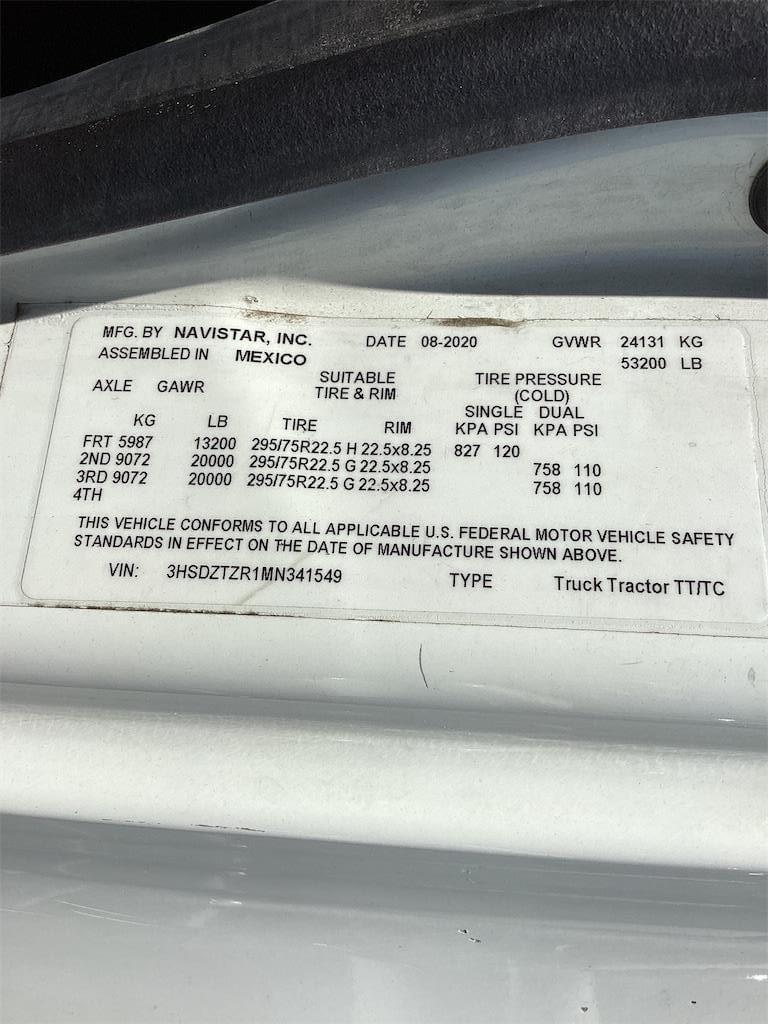 MFG. BY NAVISTAR, INC. DATE 08-2020 GVWR 24131 KG
ASSEMBLED IN MEXICO 53200 LB
AXLE GAWR SUITABLE TIRE PRESSURE
TIRE & RIM (COLD)
SINGLE DUAL
KG LB TIRE RIM KPA PSI KPA PSI
FRT 5987 13200 295/75R22.5 H 22.5x8.25 827 120
2ND 9072 20000 295/75R22.5 G 22.5x8.25 758 110
3RD 9072 20000 295/75R22.5 G 22.5x8.25 758 110
4TH
THIS VEHICLE CONFORMS TO ALL APPLICABLE U.S. FEDERAL MOTOR VEHICLE SAFETY
STANDARDS IN EFFECT ON THE DATE OF MANUFACTURE SHOWN ABOVE.
VIN: 3HSDZTZR1MN341549 TYPE Truck Tractor TT/TC